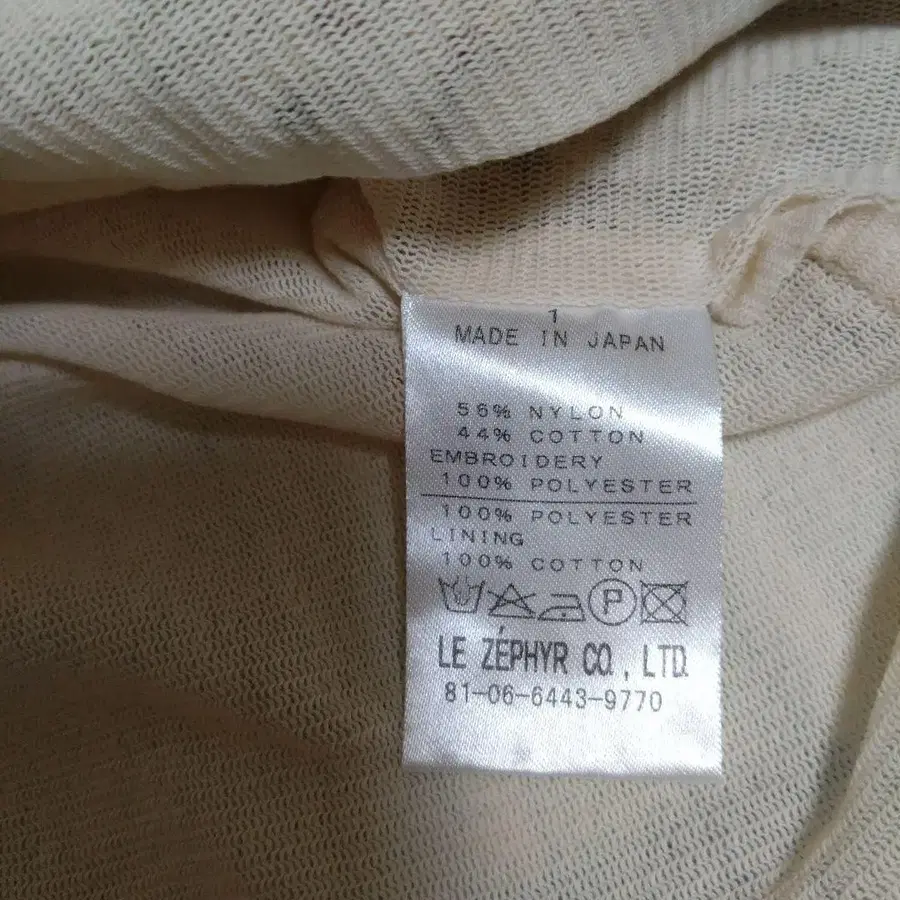 1
MADE IN JAPAN
56% NYLON
44% COTTON
EMBROIDERY
100% POLYESTER
100% POLYESTER
LINING
100% COTTON
P
LE ZÉPHYR CO., LTD.
81-06-6443-9770